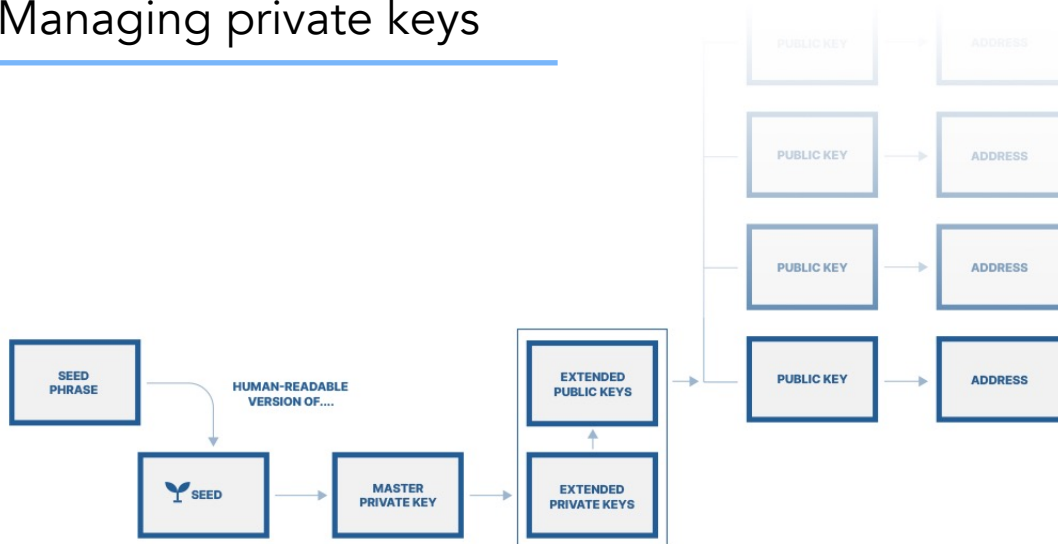 Managing private keys
PUBLIC KEY
ADDRESS
PUBLIC KEY
ADDRESS
PUBLIC KEY
ADDRESS
SEED
PHRASE
HUMAN-READABLE
VERSION OF....
EXTENDED
PUBLIC KEYS
PUBLIC KEY
ADDRESS
SEED
MASTER
PRIVATE KEY
EXTENDED
PRIVATE KEYS